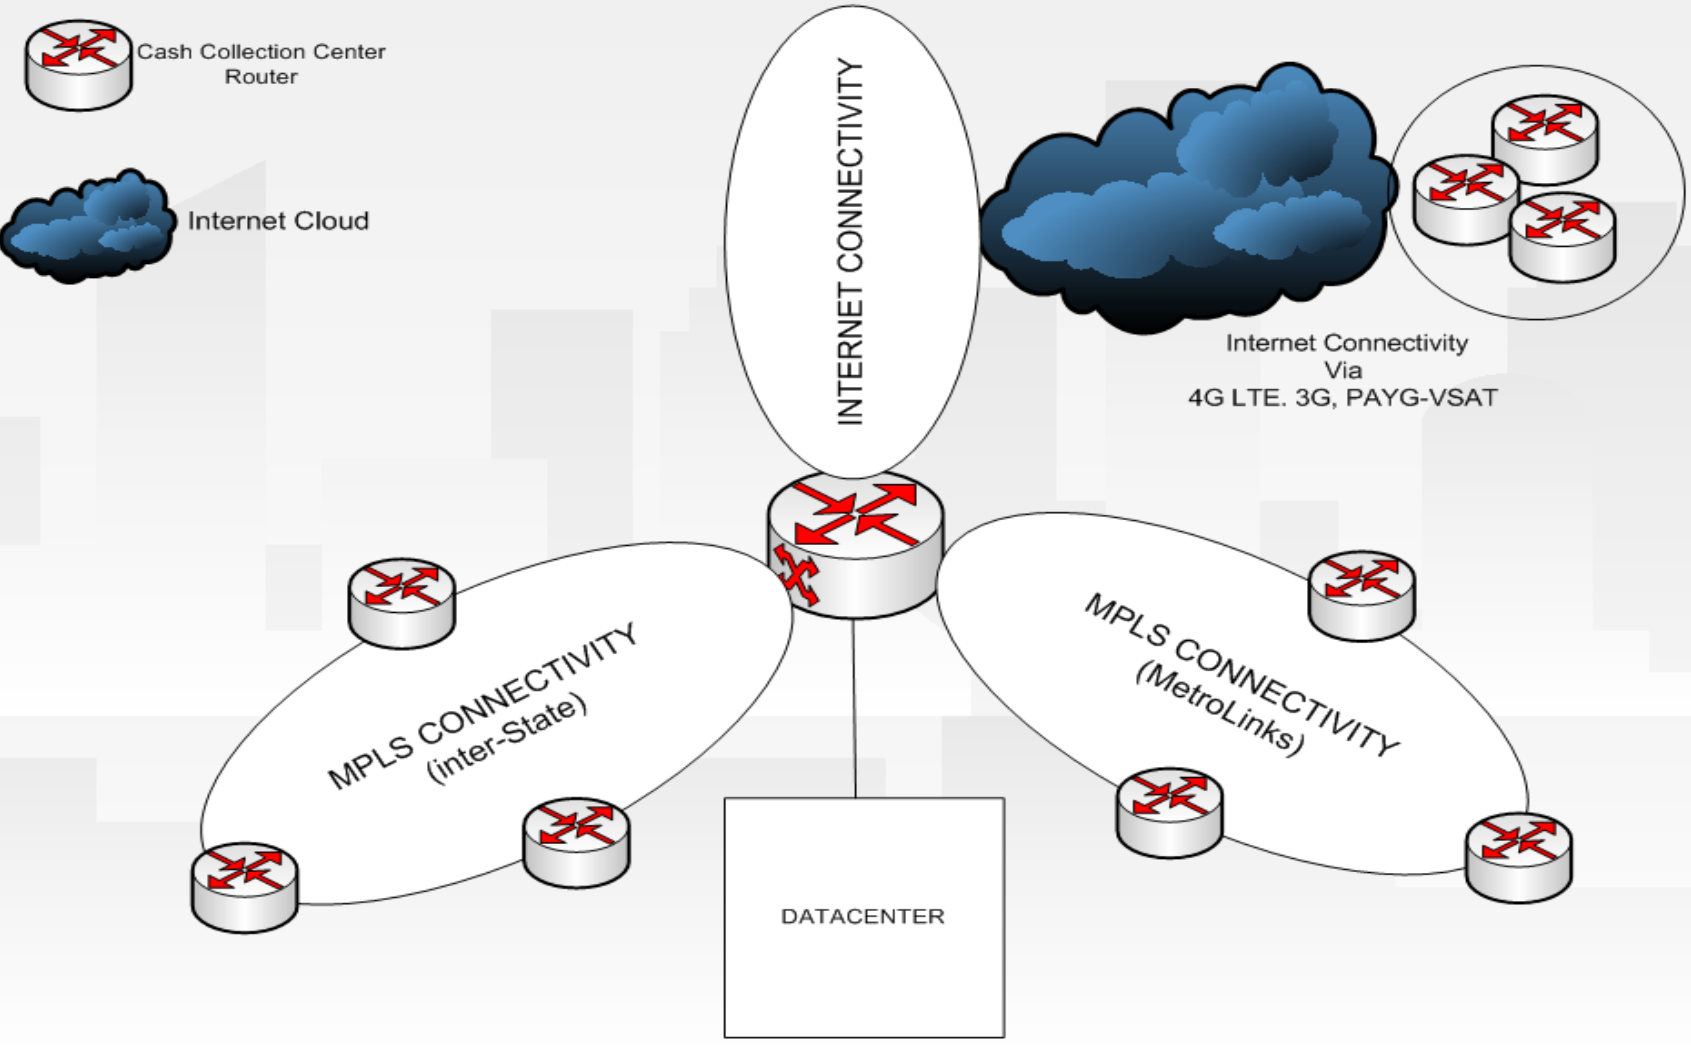 Cash Collection Center
Router
Internet Cloud
INTERNET CONNECTIVITY
Internet Connectivity
Via
4G LTE. 3G, PAYG-VSAT
MPLS CONNECTIVITY
(inter-State)
MPLS CONNECTIVITY
(MetroLinks)
DATACENTER